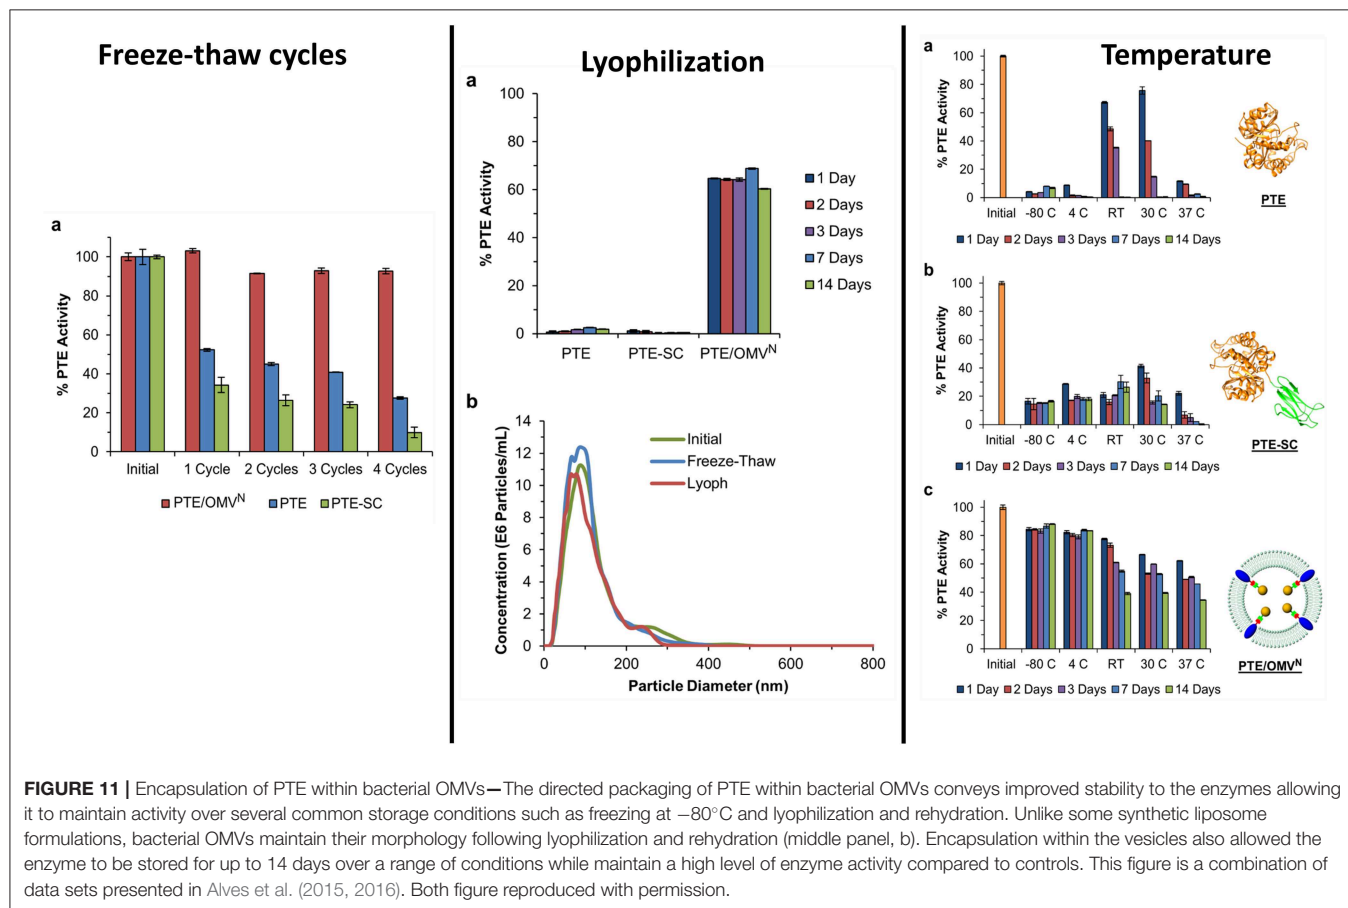 Freeze-thaw cycles
a
% PTE Activity
100
80
60
40
20
0
Initial 1 Cycle 2 Cycles 3 Cycles 4 Cycles
PTE/OMVᴺ PTE PTE-SC
Lyophilization
a
% PTE Activity
100
80
60
40
20
0
PTE PTE-SC PTE/OMVᴺ
1 Day
2 Days
3 Days
7 Days
14 Days
b
Concentration (E6 Particles/mL)
14
12
10
8
6
4
2
0
0 200 400 600 800
Particle Diameter (nm)
Initial
Freeze-Thaw
Lyoph
Temperature
a
% PTE Activity
100
80
60
40
20
0
Initial -80 C 4 C RT 30 C 37 C
1 Day 2 Days 3 Days 7 Days 14 Days
PTE
b
% PTE Activity
100
80
60
40
20
0
Initial -80 C 4 C RT 30 C 37 C
1 Day 2 Days 3 Days 7 Days 14 Days
PTE-SC
c
% PTE Activity
100
80
60
40
20
0
Initial -80 C 4 C RT 30 C 37 C
1 Day 2 Days 3 Days 7 Days 14 Days
PTE/OMVᴺ
FIGURE 11 | Encapsulation of PTE within bacterial OMVs—The directed packaging of PTE within bacterial OMVs conveys improved stability to the enzymes allowing
it to maintain activity over several common storage conditions such as freezing at −80°C and lyophilization and rehydration. Unlike some synthetic liposome
formulations, bacterial OMVs maintain their morphology following lyophilization and rehydration (middle panel, b). Encapsulation within the vesicles also allowed the
enzyme to be stored for up to 14 days over a range of conditions while maintain a high level of enzyme activity compared to controls. This figure is a combination of
data sets presented in Alves et al. (2015, 2016). Both figure reproduced with permission.